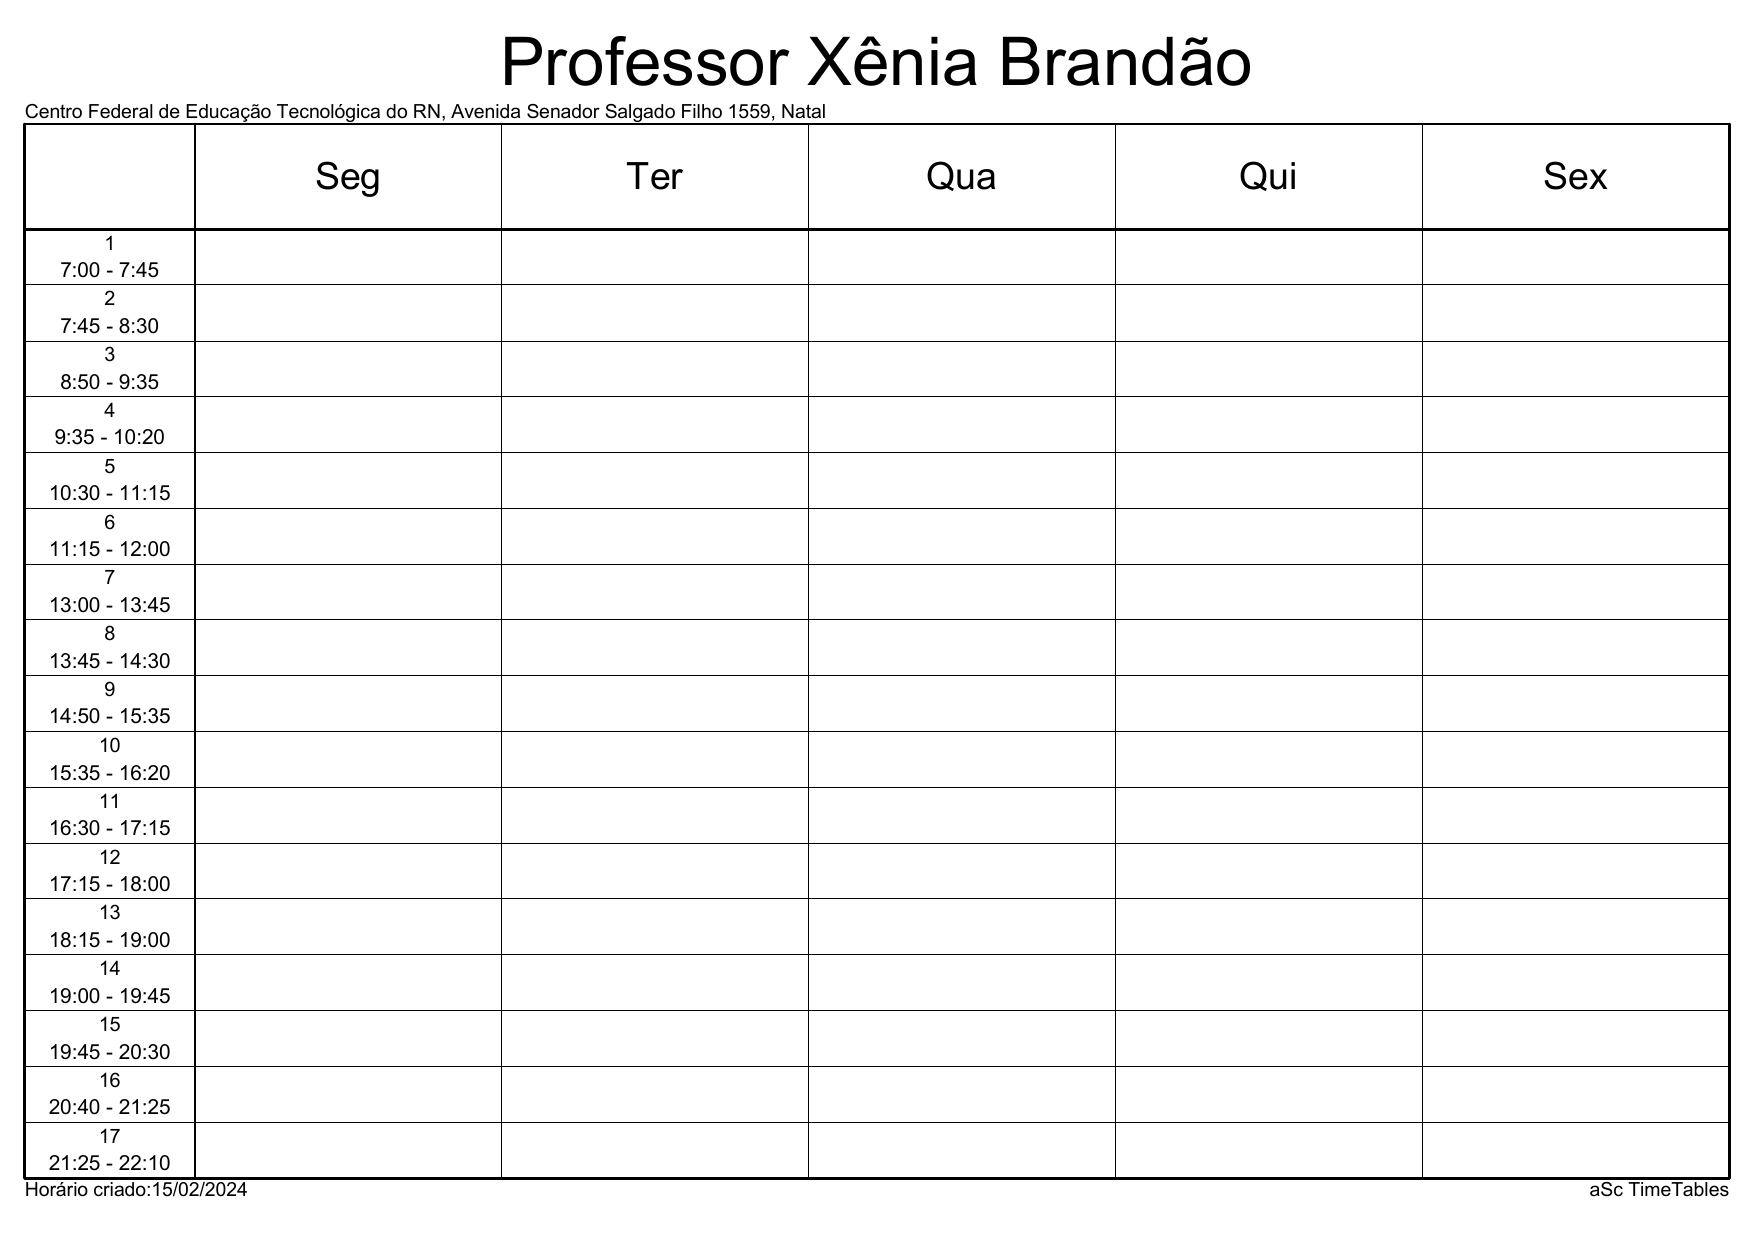 Professor Xênia Brandão
Centro Federal de Educação Tecnológica do RN, Avenida Senador Salgado Filho 1559, Natal
Seg Ter Qua Qui Sex
1
7:00 - 7:45
2
7:45 - 8:30
3
8:50 - 9:35
4
9:35 - 10:20
5
10:30 - 11:15
6
11:15 - 12:00
7
13:00 - 13:45
8
13:45 - 14:30
9
14:50 - 15:35
10
15:35 - 16:20
11
16:30 - 17:15
12
17:15 - 18:00
13
18:15 - 19:00
14
19:00 - 19:45
15
19:45 - 20:30
16
20:40 - 21:25
17
21:25 - 22:10
Horário criado:15/02/2024 aSc TimeTables